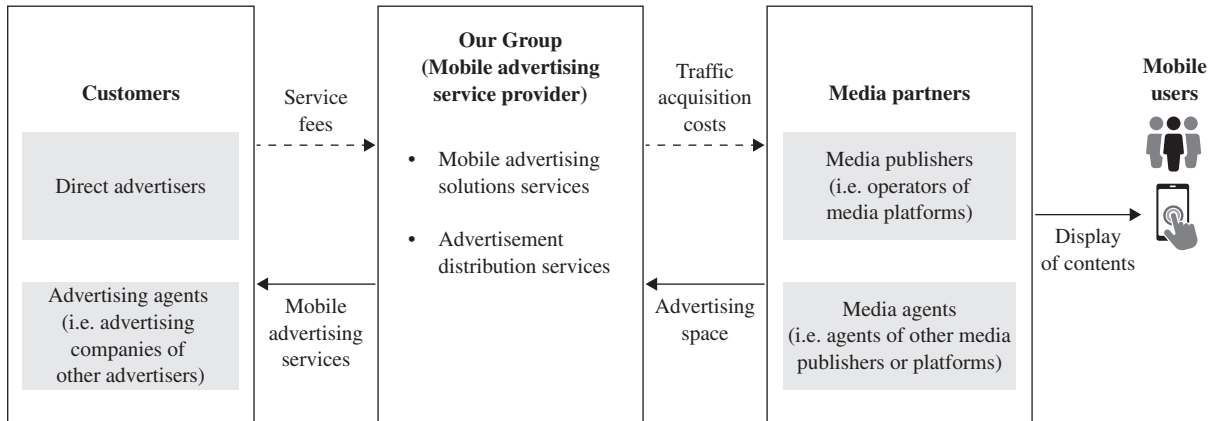 Customers
Direct advertisers
Advertising agents
(i.e. advertising
companies of
other advertisers)
Service
fees
Mobile
advertising
services
Our Group
(Mobile advertising
service provider)
• Mobile advertising
solutions services
• Advertisement
distribution services
Traffic
acquisition
costs
Advertising
space
Media partners
Media publishers
(i.e. operators of
media platforms)
Media agents
(i.e. agents of other media
publishers or platforms)
Display
of contents
Mobile
users